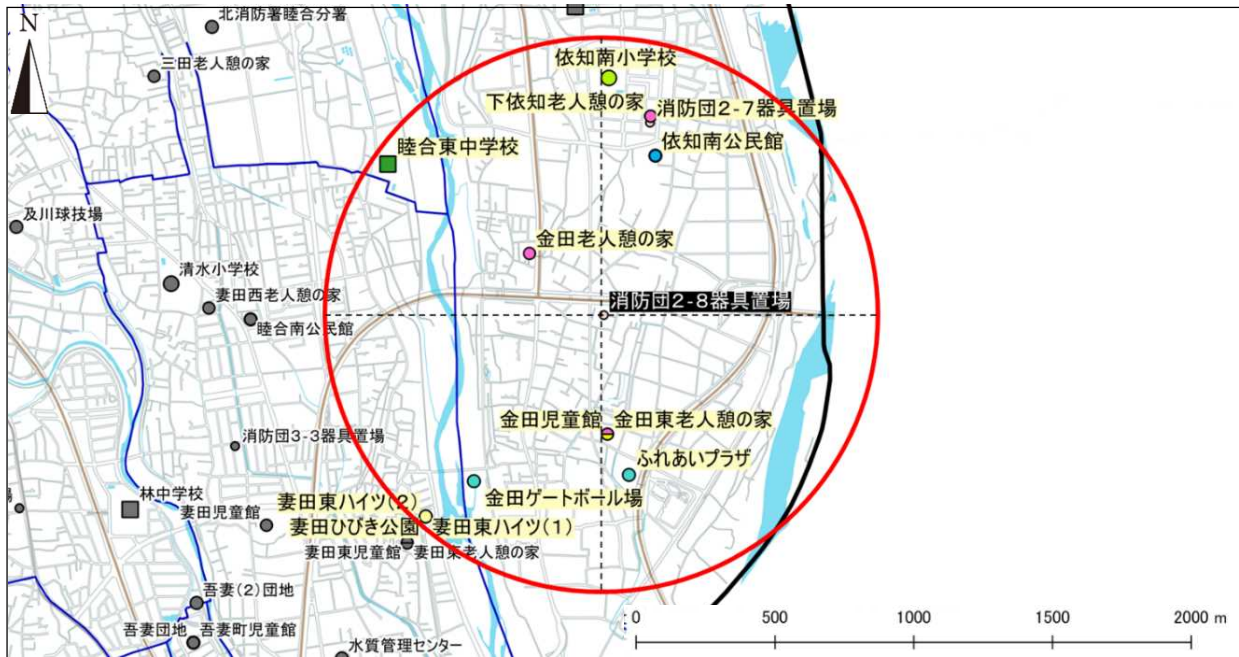 北消防署睦合分署
N
三田老人憩の家
依知南小学校
下依知老人憩の家
消防団2-7器具置場
睦合東中学校
依知南公民館
及川球技場
金田老人憩の家
清水小学校
妻田西老人憩の家
消防団2-8器具置場
睦合南公民館
金田児童館
金田東老人憩の家
消防団3-3器具置場
ふれあいプラザ
場
林中学校
金田ゲートボール場
妻田東ハイツ(2)
妻田児童館
妻田ひびき公園
妻田東ハイツ(1)
妻田東児童館
妻田東老人憩の家
吾妻(2)団地
0 500 1000 1500 2000 m
吾妻団地
吾妻町児童館
水質管理センター